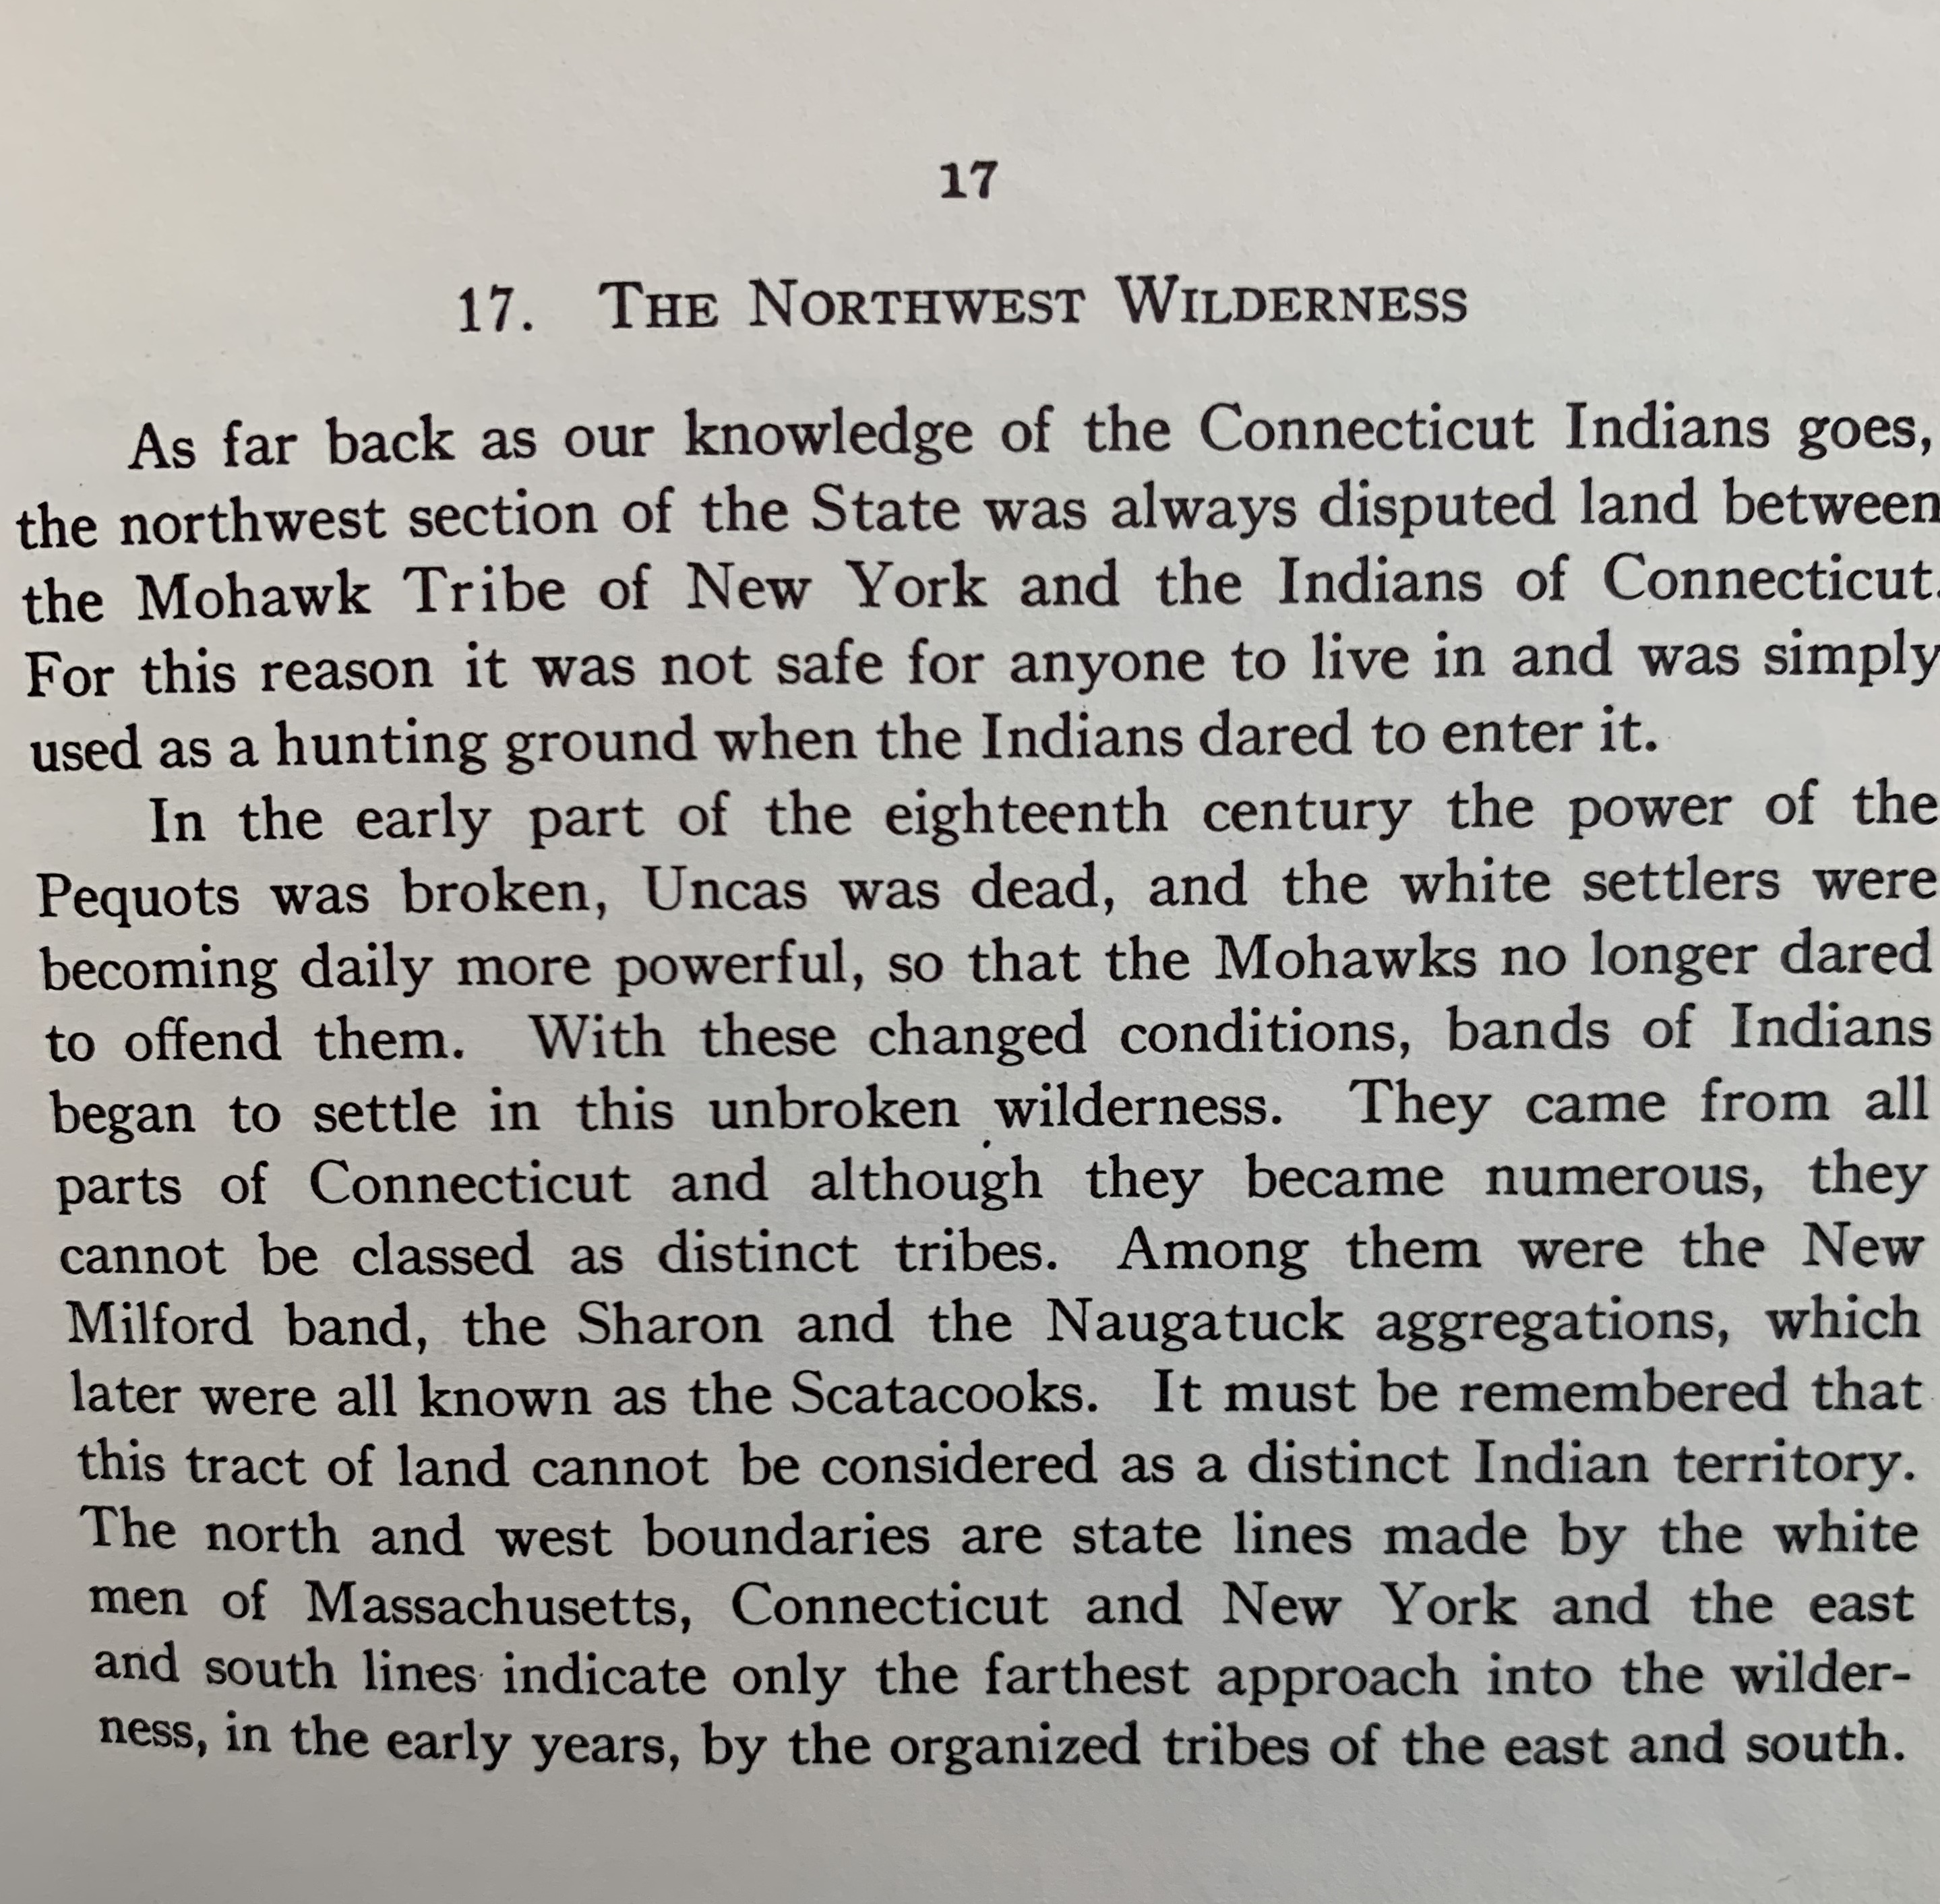 17
17. The Northwest Wilderness
As far back as our knowledge of the Connecticut Indians goes,
the northwest section of the State was always disputed land between
the Mohawk Tribe of New York and the Indians of Connecticut.
For this reason it was not safe for anyone to live in and was simply
used as a hunting ground when the Indians dared to enter it.
In the early part of the eighteenth century the power of the
Pequots was broken, Uncas was dead, and the white settlers were
becoming daily more powerful, so that the Mohawks no longer dared
to offend them. With these changed conditions, bands of Indians
began to settle in this unbroken wilderness. They came from all
parts of Connecticut and although they became numerous, they
cannot be classed as distinct tribes. Among them were the New
Milford band, the Sharon and the Naugatuck aggregations, which
later were all known as the Scatacooks. It must be remembered that
this tract of land cannot be considered as a distinct Indian territory.
The north and west boundaries are state lines made by the white
men of Massachusetts, Connecticut and New York and the east
and south lines indicate only the farthest approach into the wilder-
ness, in the early years, by the organized tribes of the east and south.